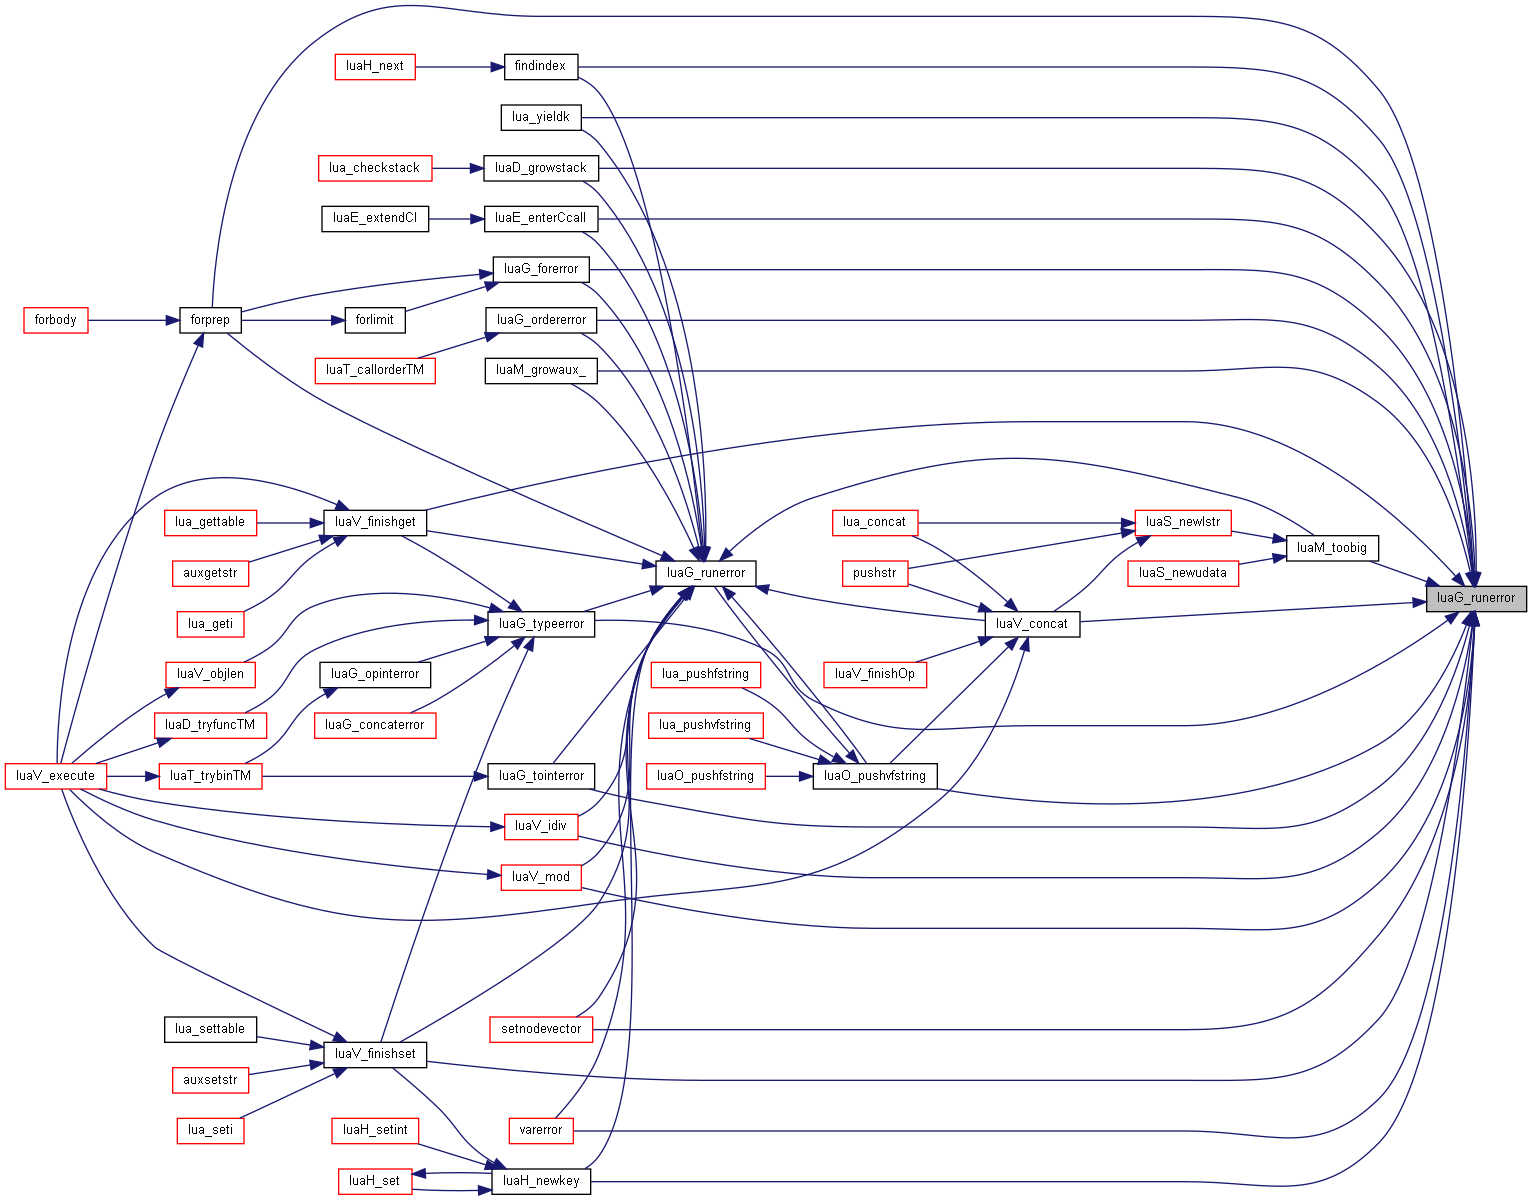 luaH_next
findindex
lua_yieldk
lua_checkstack
luaD_growstack
luaE_extendCI
luaE_enterCcall
luaG_forerror
forbody
forprep
forlimit
luaG_ordererror
luaT_callorderTM
luaM_growaux_
lua_gettable
luaV_finishget
lua_concat
luaS_newlstr
luaM_toobig
auxgetstr
luaG_runerror
pushstr
luaS_newudata
luaG_runerror
lua_geti
luaG_typeerror
luaV_concat
luaV_objlen
luaG_opinterror
lua_pushfstring
luaV_finishOp
luaD_tryfuncTM
luaG_concaterror
lua_pushvfstring
luaV_execute
luaT_trybinTM
luaG_tointerror
luaO_pushfstring
luaO_pushvfstring
luaV_idiv
luaV_mod
lua_settable
setnodevector
luaV_finishset
auxsetstr
lua_seti
luaH_setint
varerror
luaH_set
luaH_newkey